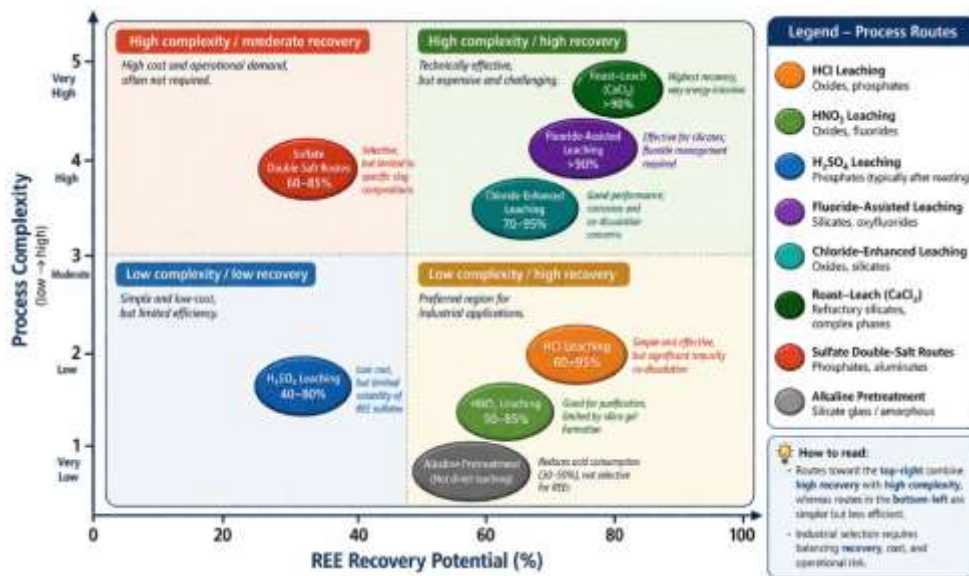 High complexity / mnederate recovery
High cost and operational demand,
often not required.
High complexity / high recovery
Technically effective,
but expensive and challenging.
Roast–Leach
(CaCl₂)
>90%
Highest recovery,
very energy intensive
Fluoride-Assisted
Leaching
>90%
Effective for silicates;
fluoride management
required
Sulfate
Double Salt Routes
60–85%
Selective,
but limited to
specific slag
compositions
Chloride-Enhanced
Leaching
70–95%
Good performance;
corrosion and
co-dissolution
concerns
Low complexity / low recovery
Simple and low-cost,
but limited efficiency.
Low complexity / high recovery
Preferred region for
industrial applications.
HCl Leaching
60–95%
Simple and effective,
but significant impurity
co-dissolution
H₂SO₄ Leaching
40–80%
Low cost,
but limited
solubility of
REE sulfates
HNO₃ Leaching
50–85%
Good for purification,
limited by silica gel
formation
Alkaline Pretreatment
(Not direct leaching)
Reduces acid consumption
(30–50%), not selective
for REEs
Process Complexity
(low → high)
5
Very
High
4
High
3
Moderate
2
Low
1
Very
Low
0
20
40
60
80
100
REE Recovery Potential (%)
Legend – Process Routes
HCl Leaching
Oxides, phosphates
HNO₃ Leaching
Oxides, fluorides
H₂SO₄ Leaching
Phosphates (typically after roasting)
Fluoride-Assisted Leaching
Silicates, oxyfluorides
Chloride-Enhanced Leaching
Oxides, silicates
Roast–Leach (CaCl₂)
Refractory silicates,
complex phases
Sulfate Double-Salt Routes
Phosphates, aluminates
Alkaline Pretreatment
Silicate glass / amorphous
How to read:
• Routes toward the top-right combine
high recovery with high complexity,
whereas routes in the bottom-left are
simpler but less efficient.
• Industrial selection requires
balancing recovery, cost, and
operational risk.